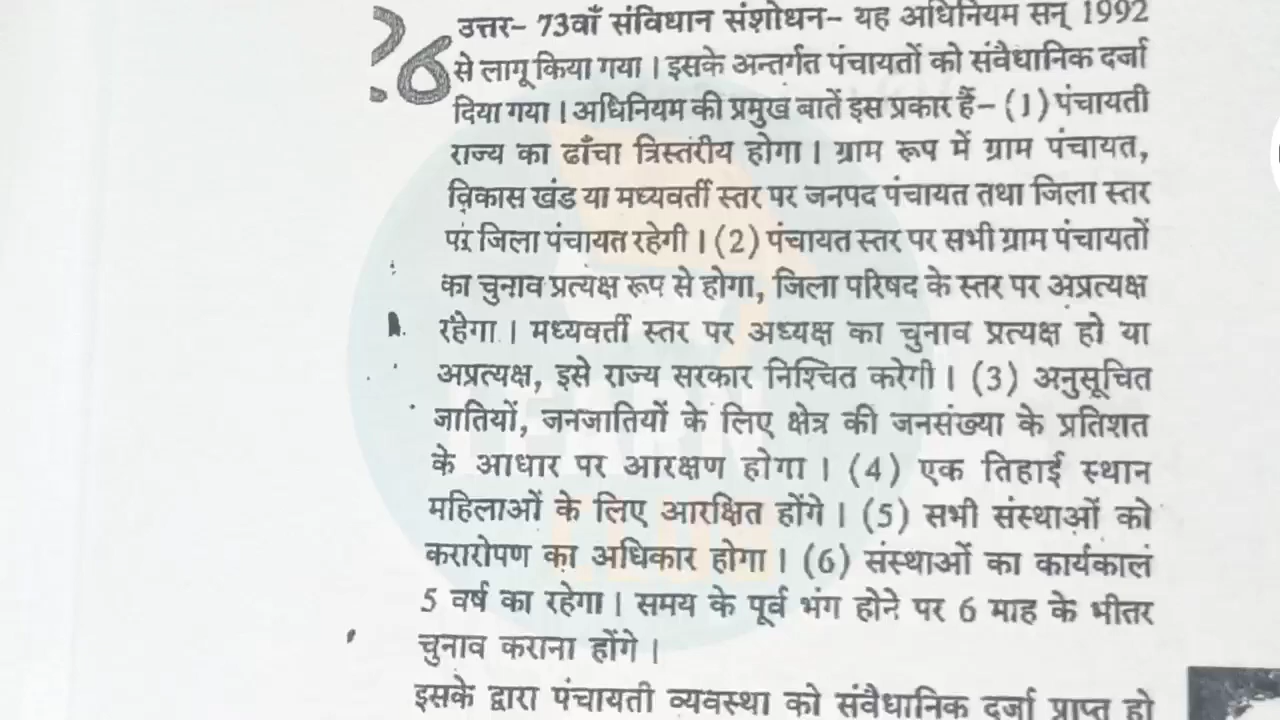 26
उत्तर- 73वाँ संविधान संशोधन- यह अधिनियम सन् 1992
से लागू किया गया । इसके अन्तर्गत पंचायतों को संवैधानिक दर्जा
दिया गया । अधिनियम की प्रमुख बातें इस प्रकार हैं- (1) पंचायती
राज्य का ढाँचा त्रिस्तरीय होगा । ग्राम रूप में ग्राम पंचायत,
विकास खंड या मध्यवर्ती स्तर पर जनपद पंचायत तथा जिला स्तर
पर जिला पंचायत रहेगी । (2) पंचायत स्तर पर सभी ग्राम पंचायतों
का चुनाव प्रत्यक्ष रूप से होगा, जिला परिषद के स्तर पर अप्रत्यक्ष
रहेगा । मध्यवर्ती स्तर पर अध्यक्ष का चुनाव प्रत्यक्ष हो या
अप्रत्यक्ष, इसे राज्य सरकार निश्चित करेगी । (3) अनुसूचित
जातियों, जनजातियों के लिए क्षेत्र की जनसंख्या के प्रतिशत
के आधार पर आरक्षण होगा । (4) एक तिहाई स्थान
महिलाओं के लिए आरक्षित होंगे । (5) सभी संस्थाओं को
करारोपण का अधिकार होगा । (6) संस्थाओं का कार्यकाल
5 वर्ष का रहेगा । समय के पूर्व भंग होने पर 6 माह के भीतर
चुनाव कराना होंगे ।
इसके द्वारा पंचायती व्यवस्था को संवैधानिक दर्जा प्राप्त हो